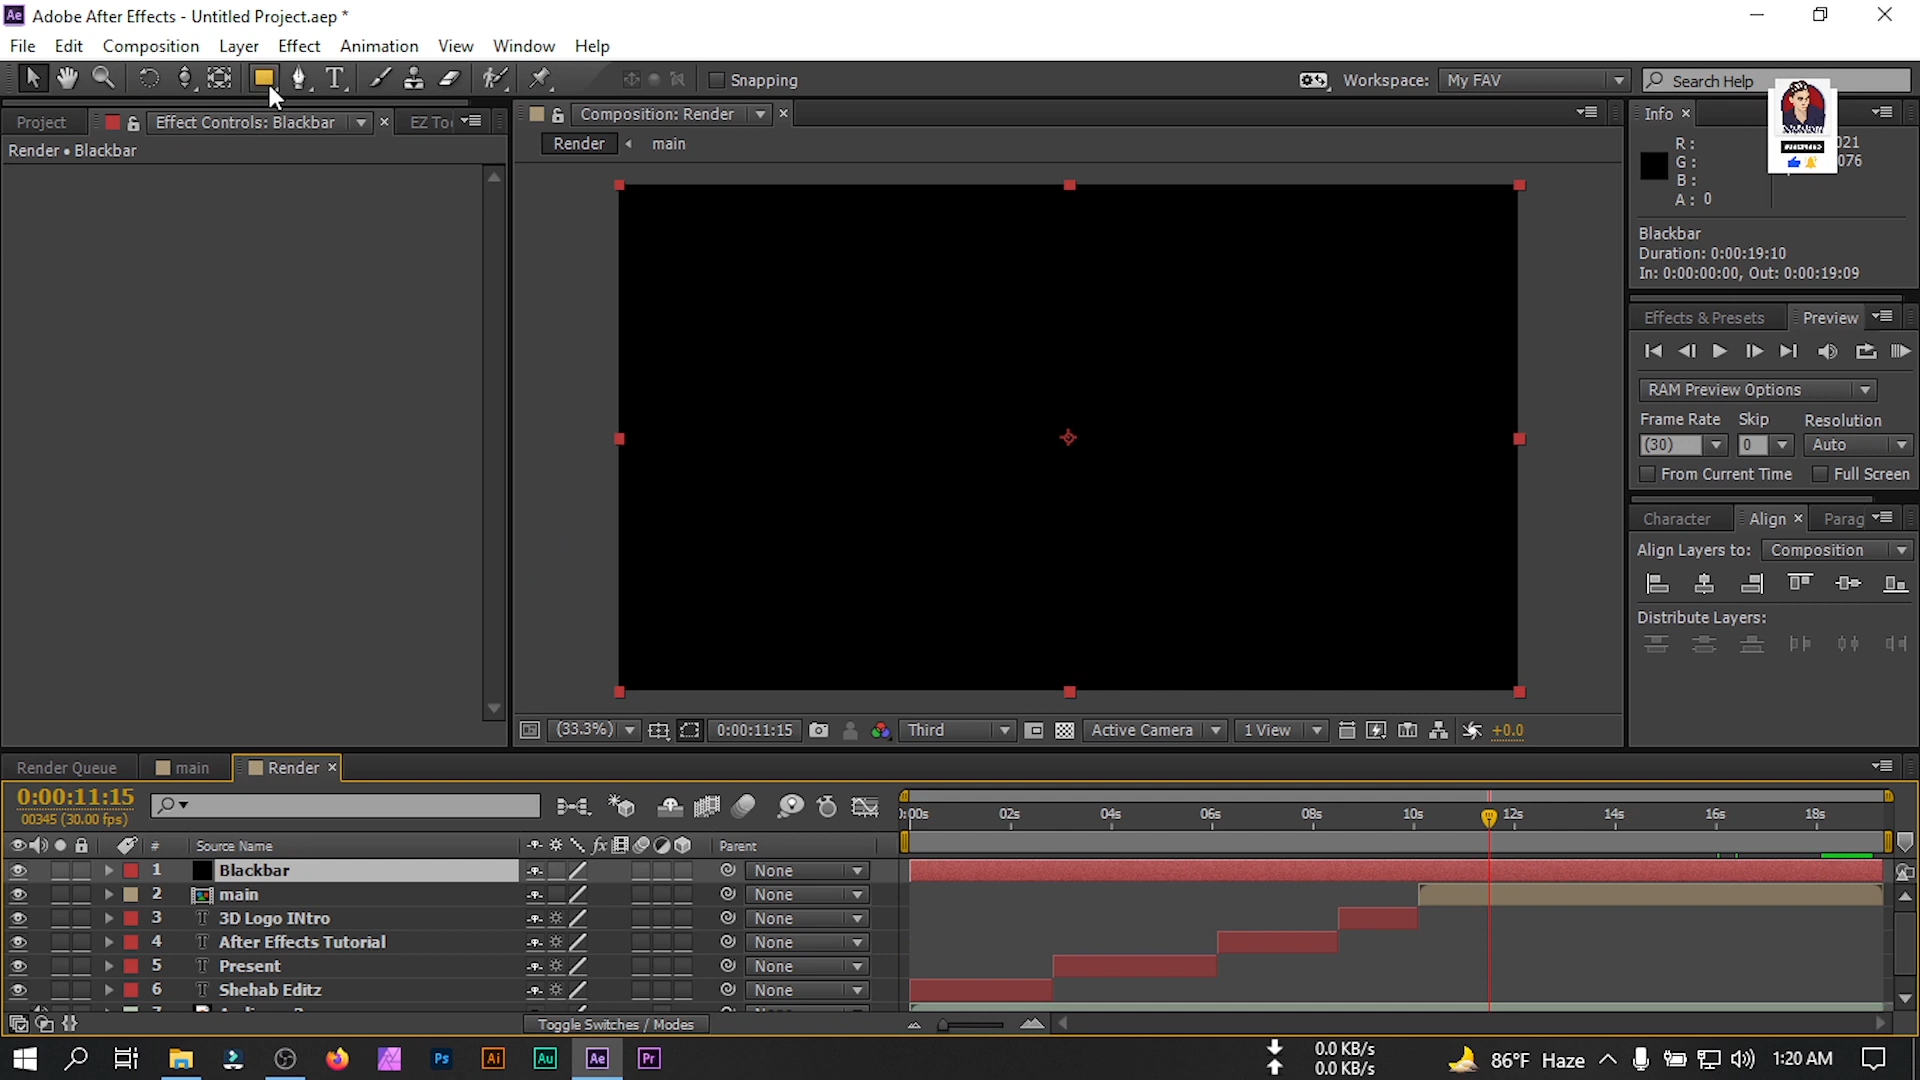 Ae Adobe After Effects - Untitled Project.aep *
File Edit Composition Layer Effect Animation View Window Help
T Snapping Workspace: My FAV Search Help
Project Effect Controls: Blackbar EZ To
Render • Blackbar
Composition: Render
Render main
Info
R: 021
G: 076
B:
A: 0
Blackbar
Duration: 0:00:19:10
In: 0:00:00:00, Out: 0:00:19:09
Effects & Presets Preview
RAM Preview Options
Frame Rate Skip Resolution
(30) 0 Auto
From Current Time Full Screen
Character Align Parag
Align Layers to: Composition
Distribute Layers:
(33.3%) 0:00:11:15 Third Active Camera 1 View +0.0
Render Queue main Render
0:00:11:15
00345 (30.00 fps)
):00s 02s 04s 06s 08s 10s 12s 14s 16s 18s
# Source Name fx Parent
1 Blackbar None
2 main None
3 3D Logo INtro None
4 After Effects Tutorial None
5 Present None
6 Shehab Editz None
Toggle Switches / Modes
Ps Ai Au Ae Pr
0.0 KB/s
0.0 KB/s
86°F Haze 1:20 AM